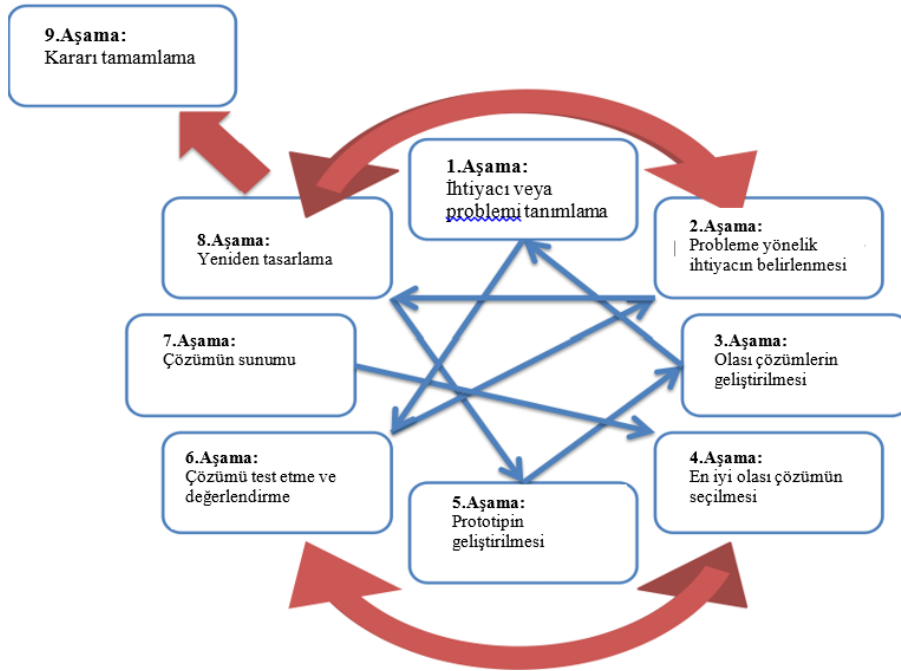 9.Aşama:
Kararı tamamlama
1.Aşama:
İhtiyacı veya
problemi tanımlama
2.Aşama:
Probleme yönelik
ihtiyacın belirlenmesi
3.Aşama:
Olası çözümlerin
geliştirilmesi
4.Aşama:
En iyi olası çözümün
seçilmesi
5.Aşama:
Prototipin
geliştirilmesi
6.Aşama:
Çözümü test etme ve
değerlendirme
7.Aşama:
Çözümün sunumu
8.Aşama:
Yeniden tasarlama